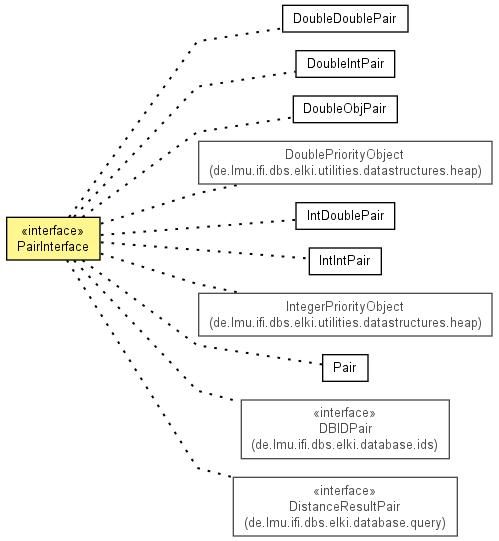 DoubleDoublePair
DoubleIntPair
DoubleObjPair
DoublePriorityObject
(de.lmu.ifi.dbs.elki.utilities.datastructures.heap)
IntDoublePair
«interface»
PairInterface
IntIntPair
IntegerPriorityObject
(de.lmu.ifi.dbs.elki.utilities.datastructures.heap)
Pair
«interface»
DBIDPair
(de.lmu.ifi.dbs.elki.database.ids)
«interface»
DistanceResultPair
(de.lmu.ifi.dbs.elki.database.query)